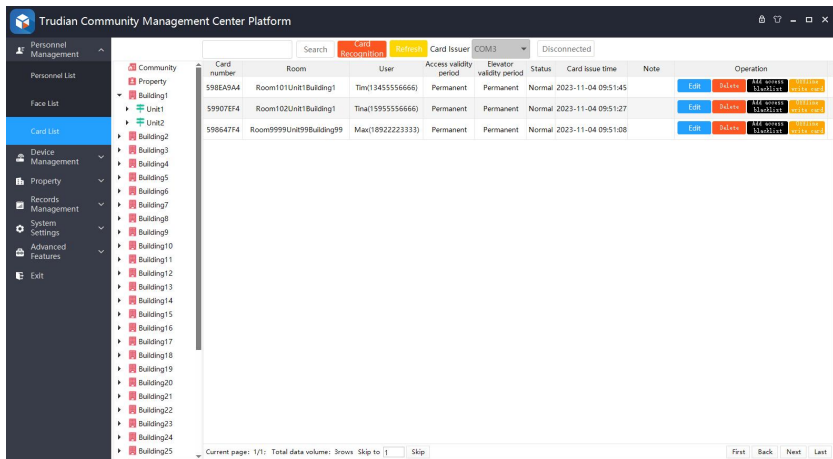 Trudian Community Management Center Platform
Personnel
Management
Personnel List
Face List
Card List
Device
Management
Property
Records
Management
System
Settings
Advanced
Features
Exit
Community
Property
Building1
Unit1
Unit2
Building2
Building3
Building4
Building5
Building6
Building7
Building8
Building9
Building10
Building11
Building12
Building13
Building14
Building15
Building16
Building17
Building18
Building19
Building20
Building21
Building22
Building23
Building24
Building25
Search
Card
Recognition
Refresh
Card Issuer COM3
Disconnected
Card
number
Room
User
Access validity
period
Elevator
validity period
Status
Card issue time
Note
Operation
598EA9A4 Room101Unit1Building1 Tim(13455556666) Permanent Permanent Normal 2023-11-04 09:51:45
Edit Delete Add access
blacklist
Offline
write card
59907EF4 Room102Unit1Building1 Tina(15955556666) Permanent Permanent Normal 2023-11-04 09:51:27
Edit Delete Add access
blacklist
Offline
write card
598647F4 Room9999Unit99Building99 Max(18922223333) Permanent Permanent Normal 2023-11-04 09:51:08
Edit Delete Add access
blacklist
Offline
write card
Current page: 1/1; Total data volume: 3rows Skip to 1 Skip
First Back Next Last